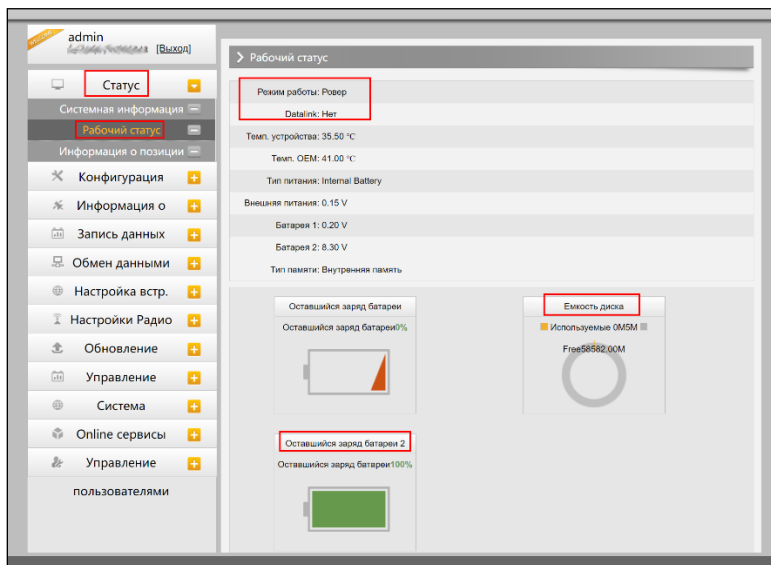 admin
[Выход]
Статус
Системная информация
Рабочий статус
Информация о позиции
Конфигурация
Информация о
Запись данных
Обмен данными
Настройка встр.
Настройки Радио
Обновление
Управление
Система
Online сервисы
Управление
пользователями
Рабочий статус
Режим работы: Ровер
Datalink: Нет
Темп. устройства: 35.50 °C
Темп. OEM: 41.00 °C
Тип питания: Internal Battery
Внешняя питания: 0.15 V
Батарея 1: 0.20 V
Батарея 2: 8.30 V
Тип памяти: Внутренняя память
Оставшийся заряд батареи
Оставшийся заряд батареи0%
Емкость диска
Используемые 0M5M
Free58582.00M
Оставшийся заряд батареи 2
Оставшийся заряд батареи100%